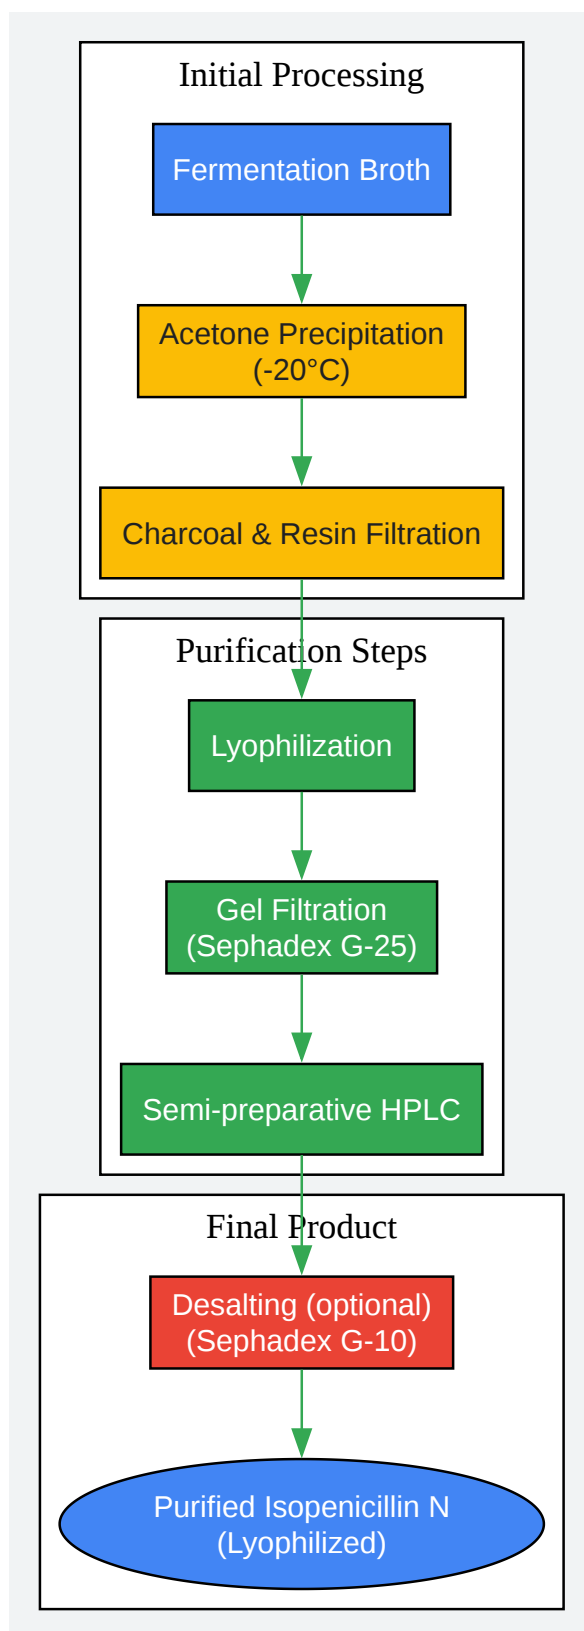 Initial Processing
Fermentation Broth
Acetone Precipitation
(-20°C)
Charcoal & Resin Filtration
Purification Steps
Lyophilization
Gel Filtration
(Sephadex G-25)
Semi-preparative HPLC
Final Product
Desalting (optional)
(Sephadex G-10)
Purified Isopenicillin N
(Lyophilized)